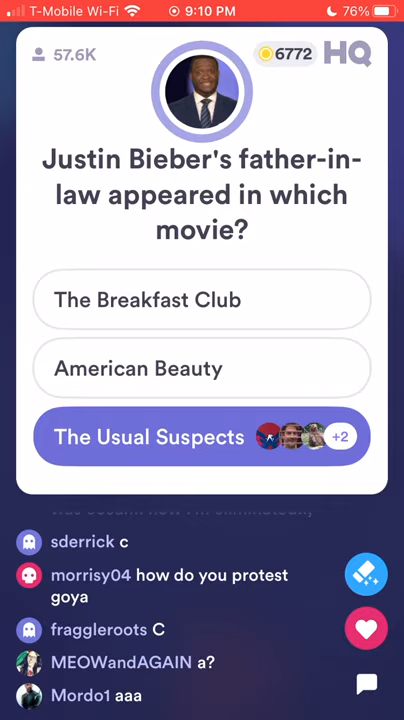 T-Mobile Wi-Fi 9:10 PM 76%
57.6K 6772 HQ
Justin Bieber's father-in-
law appeared in which
movie?
The Breakfast Club
American Beauty
The Usual Suspects +2
sderrick c
morrisy04 how do you protest
goya
fraggleroots C
MEOWandAGAIN a?
Mordo1 aaa